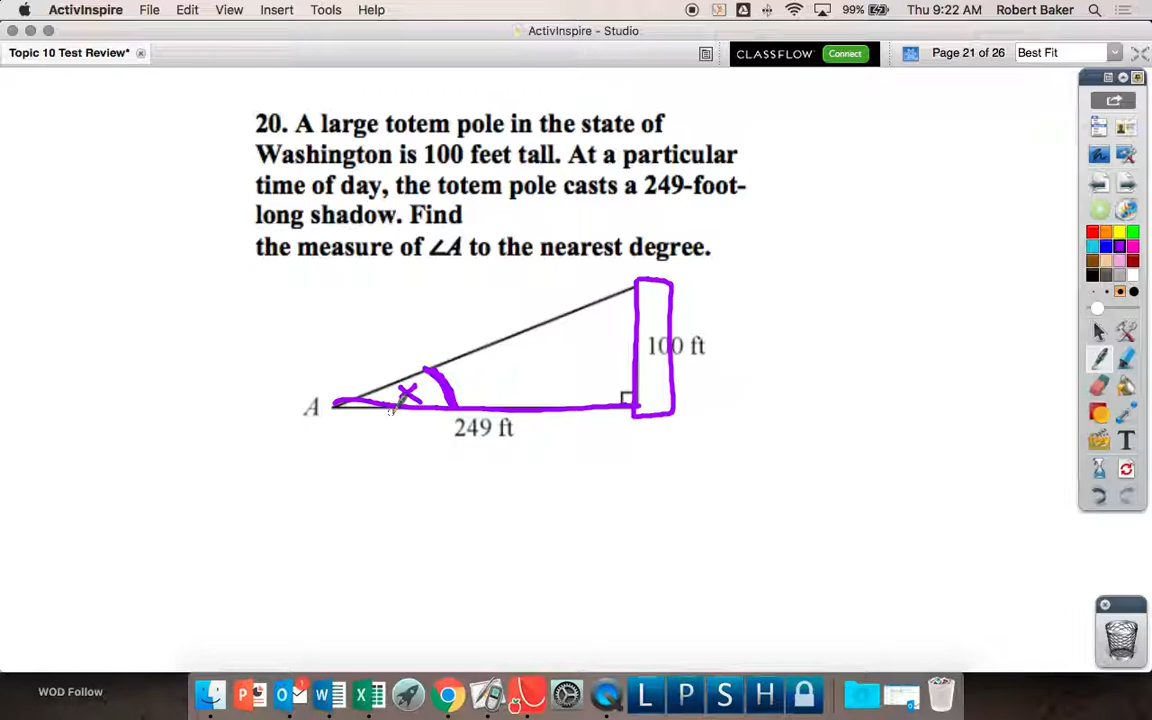 ActivInspire File Edit View Insert Tools Help 99% Thu 9:22 AM Robert Baker
ActivInspire - Studio
Topic 10 Test Review* CLASSFLOW Connect Page 21 of 26 Best Fit
20. A large totem pole in the state of
Washington is 100 feet tall. At a particular
time of day, the totem pole casts a 249-foot-
long shadow. Find
the measure of ∠A to the nearest degree.
100 ft
x
A
249 ft
T
WOD Follow
P W X L P S H